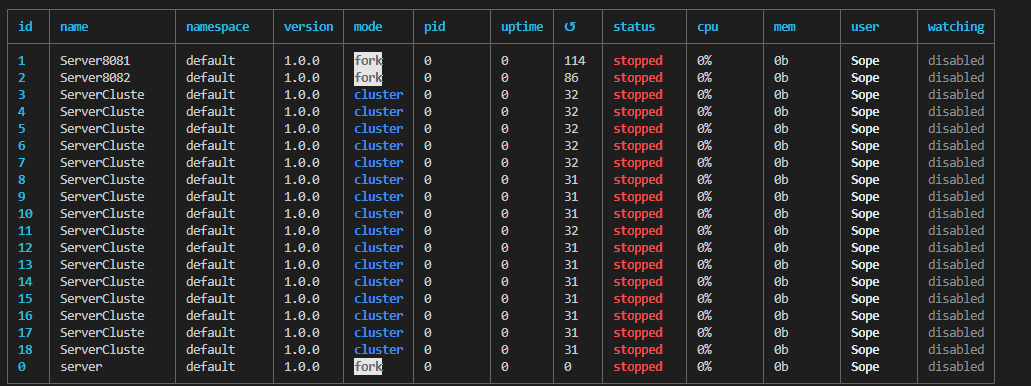 id name namespace version mode pid uptime ↺ status cpu mem user watching
1 Server8081 default 1.0.0 fork 0 0 114 stopped 0% 0b Sope disabled
2 Server8082 default 1.0.0 fork 0 0 86 stopped 0% 0b Sope disabled
3 ServerCluste default 1.0.0 cluster 0 0 32 stopped 0% 0b Sope disabled
4 ServerCluste default 1.0.0 cluster 0 0 32 stopped 0% 0b Sope disabled
5 ServerCluste default 1.0.0 cluster 0 0 32 stopped 0% 0b Sope disabled
6 ServerCluste default 1.0.0 cluster 0 0 32 stopped 0% 0b Sope disabled
7 ServerCluste default 1.0.0 cluster 0 0 32 stopped 0% 0b Sope disabled
8 ServerCluste default 1.0.0 cluster 0 0 31 stopped 0% 0b Sope disabled
9 ServerCluste default 1.0.0 cluster 0 0 31 stopped 0% 0b Sope disabled
10 ServerCluste default 1.0.0 cluster 0 0 31 stopped 0% 0b Sope disabled
11 ServerCluste default 1.0.0 cluster 0 0 32 stopped 0% 0b Sope disabled
12 ServerCluste default 1.0.0 cluster 0 0 31 stopped 0% 0b Sope disabled
13 ServerCluste default 1.0.0 cluster 0 0 31 stopped 0% 0b Sope disabled
14 ServerCluste default 1.0.0 cluster 0 0 31 stopped 0% 0b Sope disabled
15 ServerCluste default 1.0.0 cluster 0 0 31 stopped 0% 0b Sope disabled
16 ServerCluste default 1.0.0 cluster 0 0 31 stopped 0% 0b Sope disabled
17 ServerCluste default 1.0.0 cluster 0 0 31 stopped 0% 0b Sope disabled
18 ServerCluste default 1.0.0 cluster 0 0 31 stopped 0% 0b Sope disabled
0 server default 1.0.0 fork 0 0 0 stopped 0% 0b Sope disabled